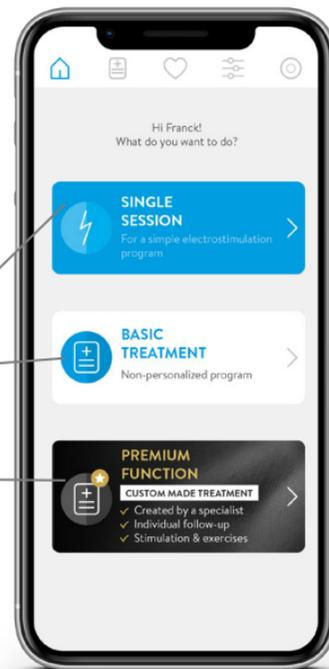 Hi Franck!
What do you want to do?
SINGLE
SESSION
For a simple electrostimulation
program
BASIC
TREATMENT
Non-personalized program
PREMIUM
FUNCTION
CUSTOM MADE TREATMENT
Created by a specialist
Individual follow-up
Stimulation & exercises